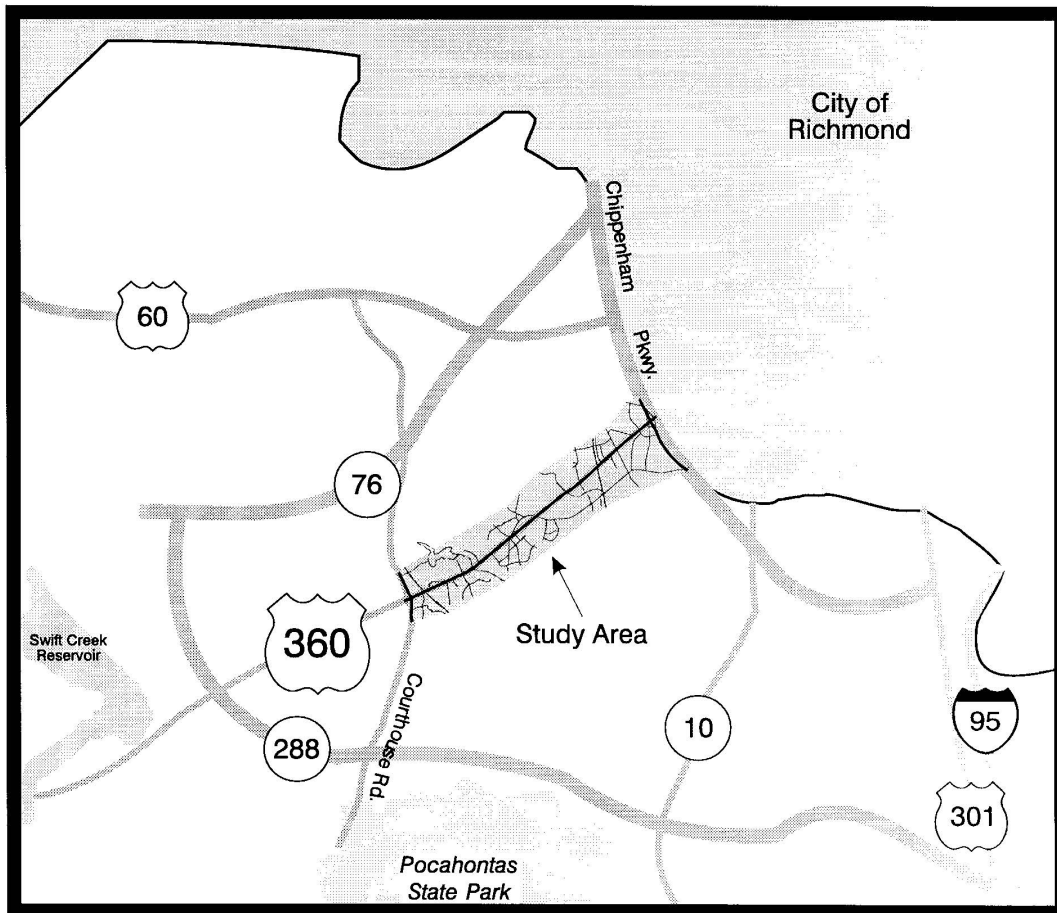 City of
Richmond
Chippenham
Pkwy.
60
76
360
Study Area
Swift Creek
Reservoir
Courthouse Rd.
288
10
95
301
Pocahontas
State Park